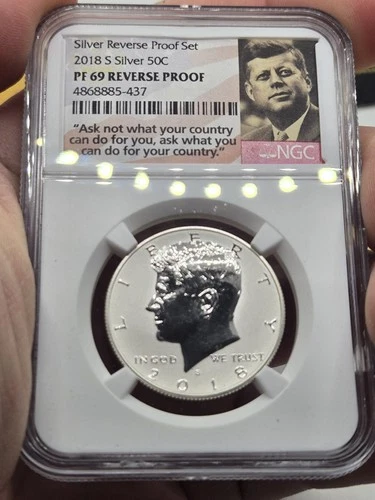 Silver Reverse Proof Set
2018 S Silver 50C
PF 69 REVERSE PROOF
4868885-437
"Ask not what your country
can do for you, ask what you
can do for your country."
NGC
LIBERTY
IN GOD WE TRUST
S
2018